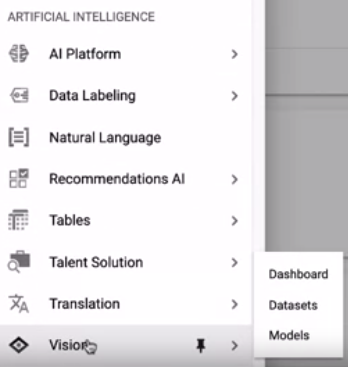 ARTIFICIAL INTELLIGENCE
AI Platform
Data Labeling
Natural Language
Recommendations AI
Tables
Talent Solution
Translation
Vision
Dashboard
Datasets
Models